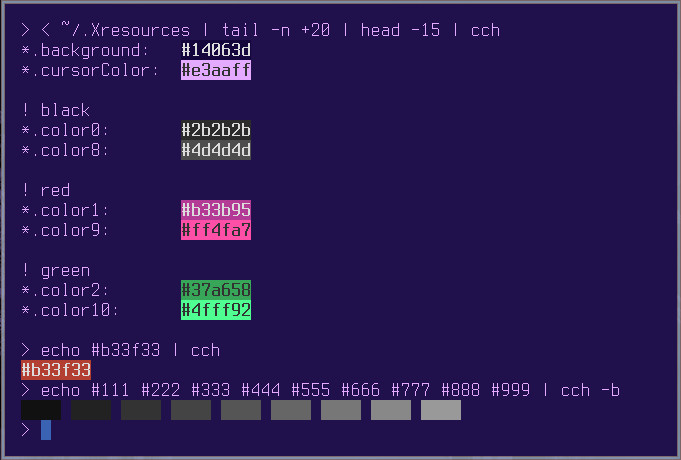 > < ~/.Xresources | tail -n +20 | head -15 | cch
*.background: #14063d
*.cursorColor: #e3aaff
! black
*.color0: #2b2b2b
*.color8: #4d4d4d
! red
*.color1: #b33b95
*.color9: #ff4fa7
! green
*.color2: #37a658
*.color10: #4fff92
> echo #b33f33 | cch
#b33f33
> echo #111 #222 #333 #444 #555 #666 #777 #888 #999 | cch -b
>